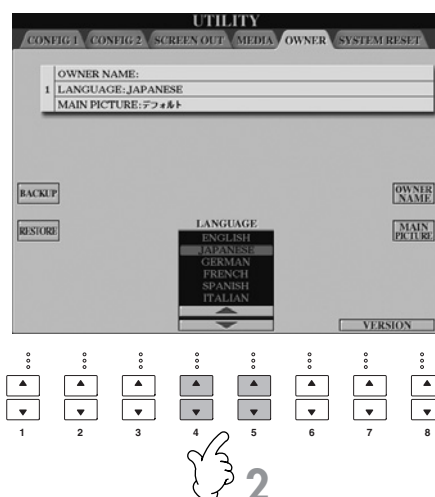 UTILITY
CONFIG 1 CONFIG 2 SCREEN OUT MEDIA OWNER SYSTEM RESET
OWNER NAME:
1 LANGUAGE:JAPANESE
MAIN PICTURE:デフォルト
BACKUP
OWNER
NAME
RESTORE
MAIN
PICTURE
LANGUAGE
ENGLISH
JAPANESE
GERMAN
FRENCH
SPANISH
ITALIAN
VERSION
1 2 3 4 5 6 7 8
2